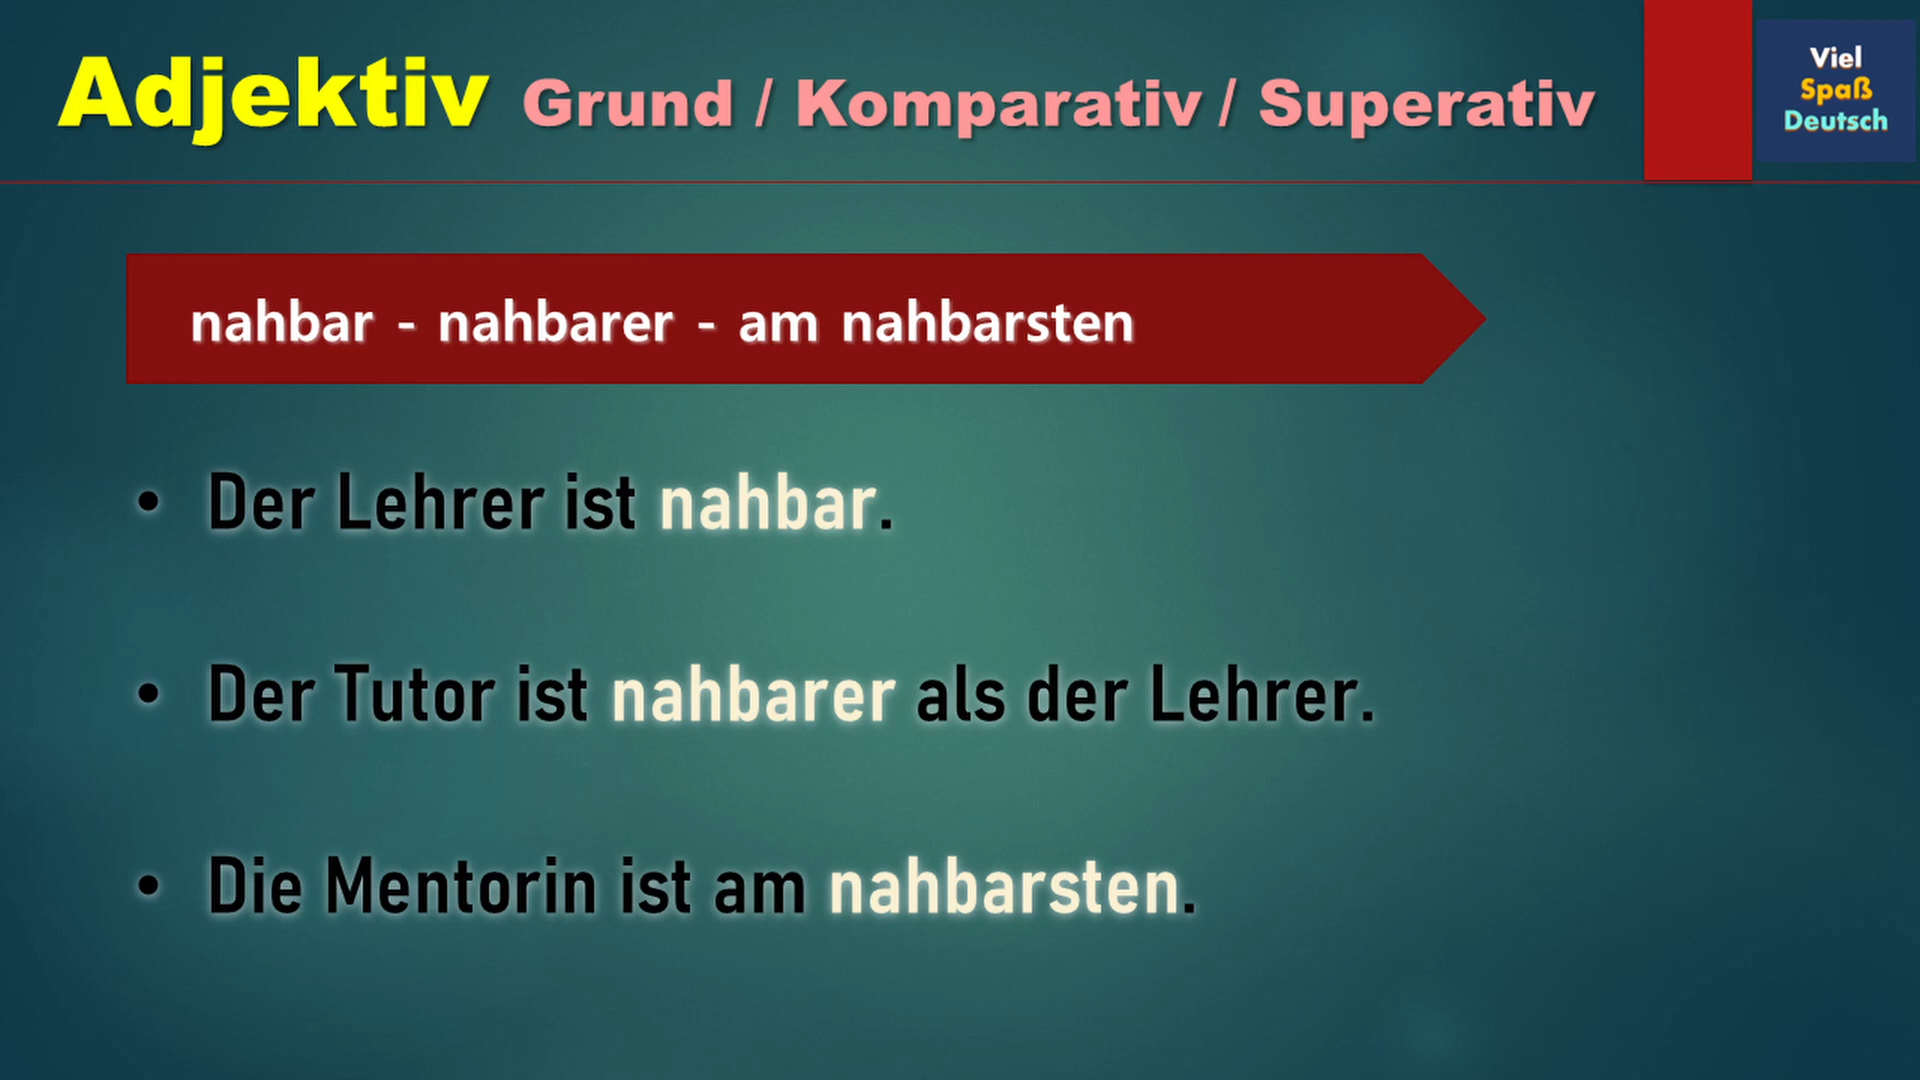 Adjektiv Grund / Komparativ / Superativ
Viel
Spaß
Deutsch
nahbar - nahbarer - am nahbarsten
• Der Lehrer ist nahbar.
• Der Tutor ist nahbarer als der Lehrer.
• Die Mentorin ist am nahbarsten.